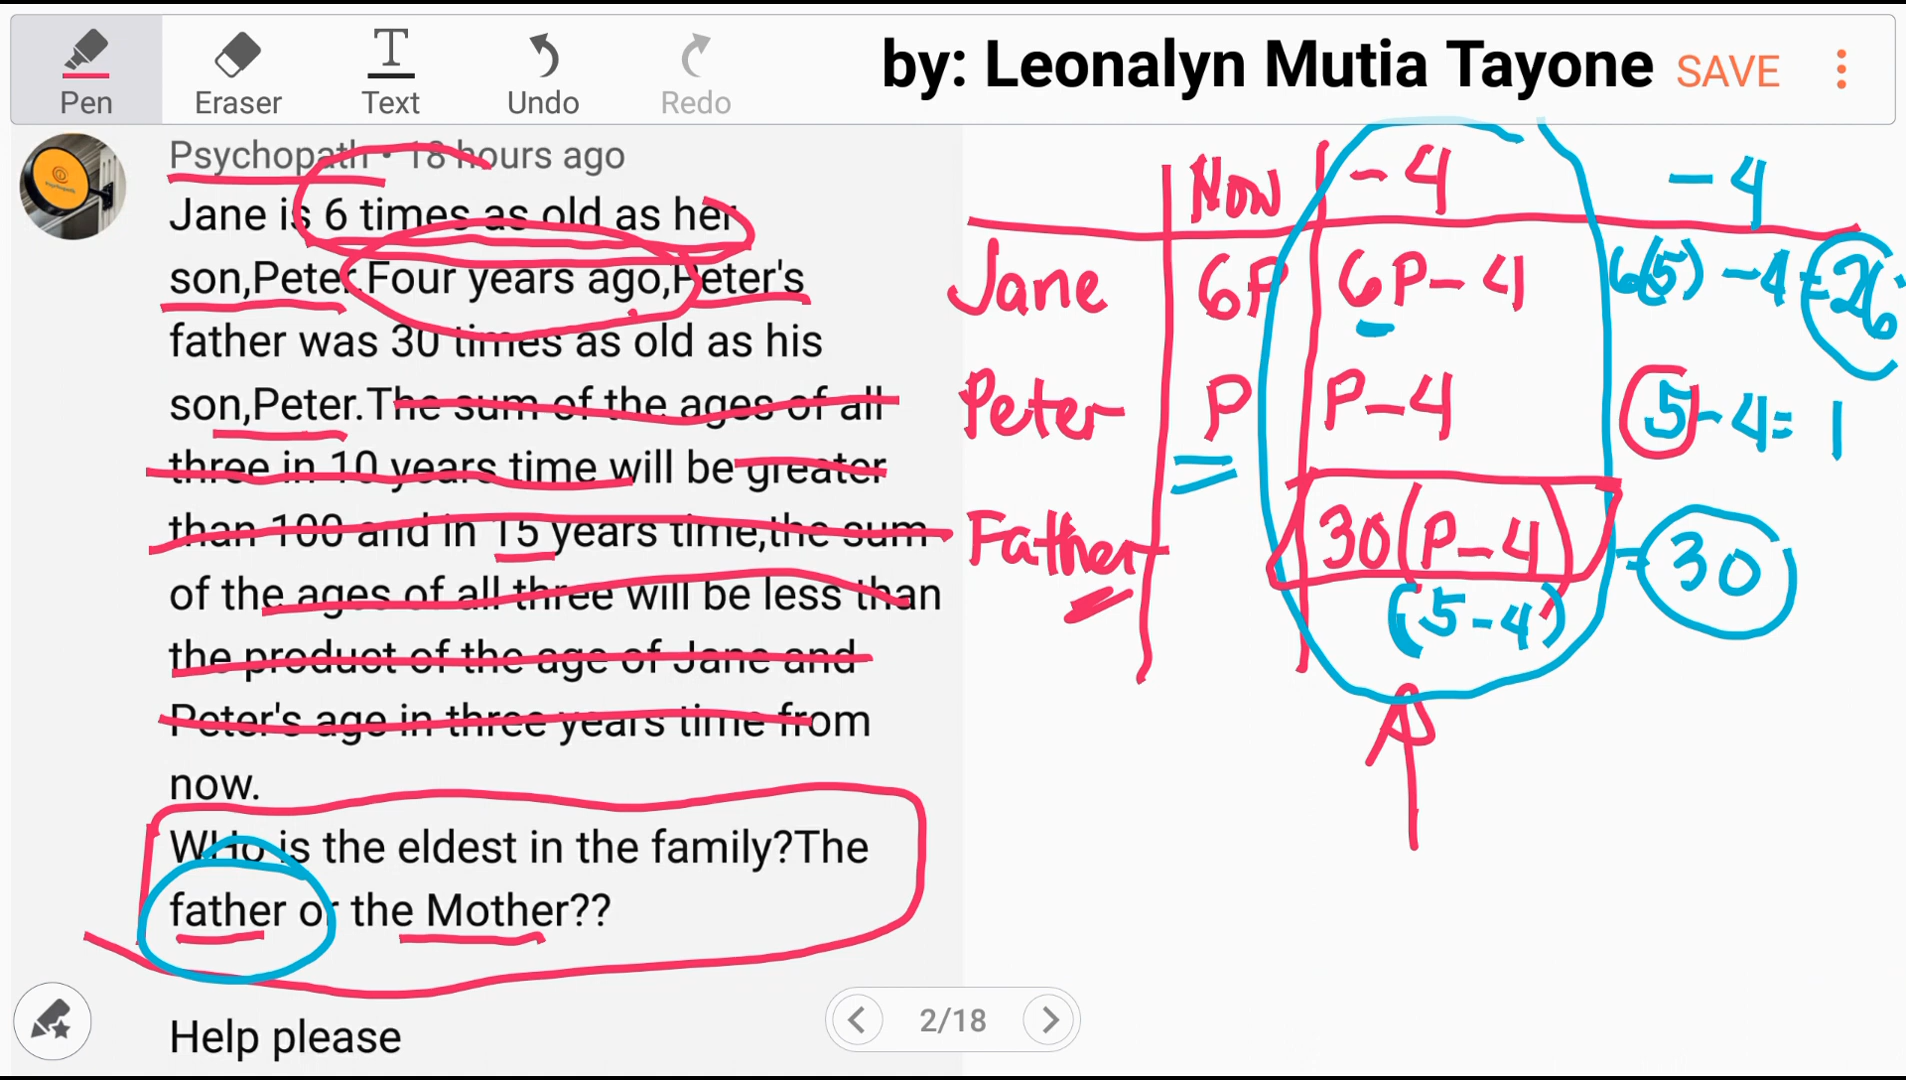 by: Leonalyn Mutia Tayone
SAVE
Pen
Eraser
Text
Undo
Redo
Psychopath • 18 hours ago
Jane is 6 times as old as her
son,Peter.Four years ago,Peter's
father was 30 times as old as his
son,Peter.The sum of the ages of all
three in 10 years time will be greater
than 100 and in 15 years time,the sum
of the ages of all three will be less than
the product of the age of Jane and
Peter's age in three years time from
now.
WHo is the eldest in the family?The
father or the Mother??
Help please
2/18
Now -4 -4
Jane 6P 6P-4 6(5)-4=26
Peter P P-4 5-4=1
Father 30(P-4) =30
(5-4)